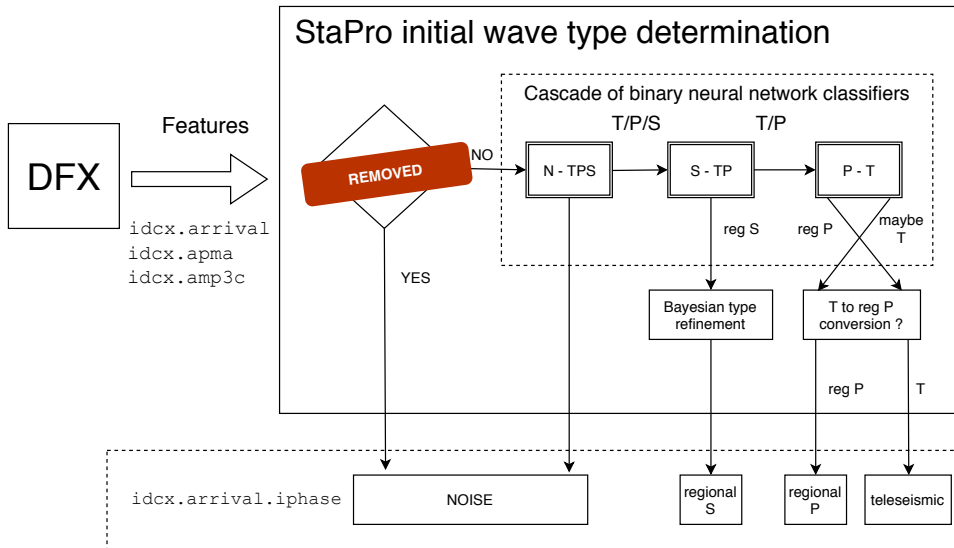 StaPro initial wave type determination
Cascade of binary neural network classifiers
T/P/S
T/P
Features
DFX
REMOVED
NO
N - TPS
S - TP
P - T
idcx.arrival
idcx.apma
idcx.amp3c
YES
reg S
reg P
maybe
T
Bayesian type
refinement
T to reg P
conversion ?
reg P
T
idcx.arrival.iphase
NOISE
regional
S
regional
P
teleseismic